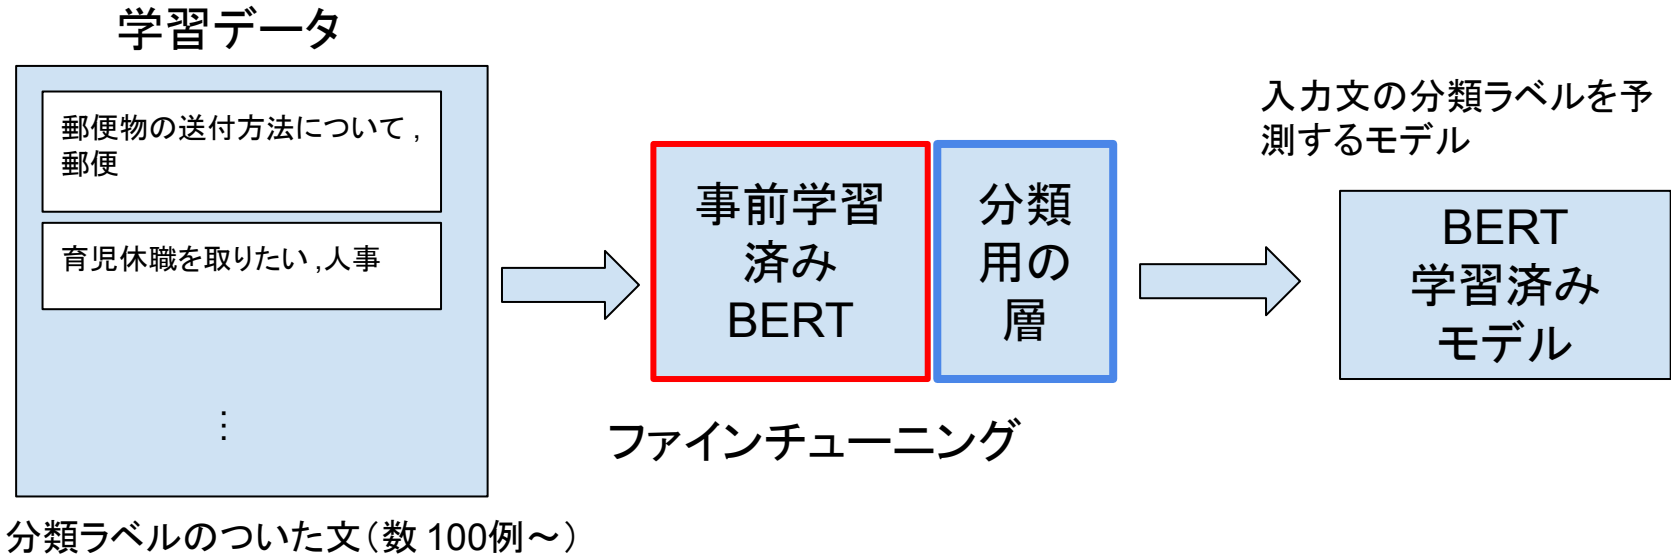 学習データ
郵便物の送付方法について ,
郵便
育児休職を取りたい ,人事
⋮
分類ラベルのついた文（数 100例～）
事前学習
済み
BERT
分類
用の
層
ファインチューニング
入力文の分類ラベルを予
測するモデル
BERT
学習済み
モデル